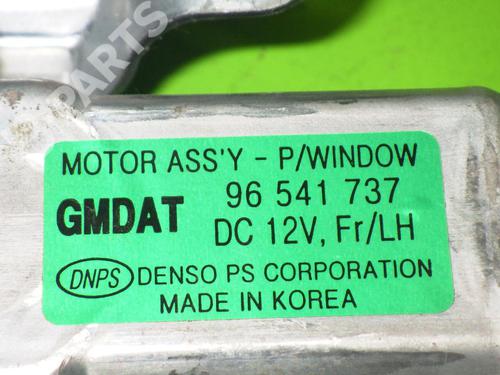 PARTS
MOTOR ASS'Y - P/WINDOW
GMDAT 96 541 737
DC 12V, Fr/LH
DNPS DENSO PS CORPORATION
MADE IN KOREA